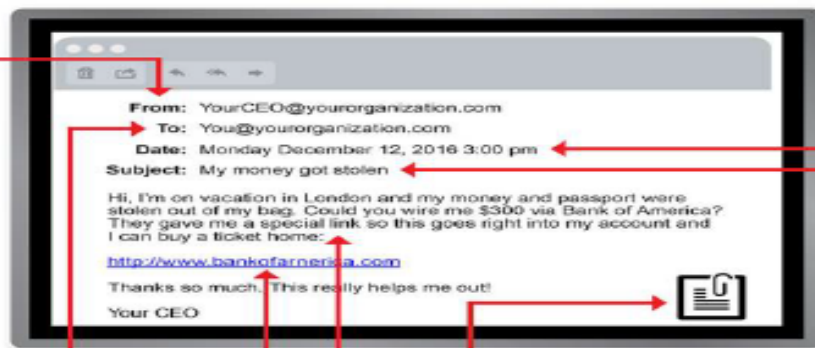 From: YourCEO@yourorganization.com
To: You@yourorganization.com
Date: Monday December 12, 2016 3:00 pm
Subject: My money got stolen
Hi, I'm on vacation in London and my money and passport were
stolen out of my bag. Could you wire me $300 via Bank of America?
They gave me a special link so this goes right into my account and
I can buy a ticket home:
http://www.bankofarnerica.com
Thanks so much. This really helps me out!
Your CEO